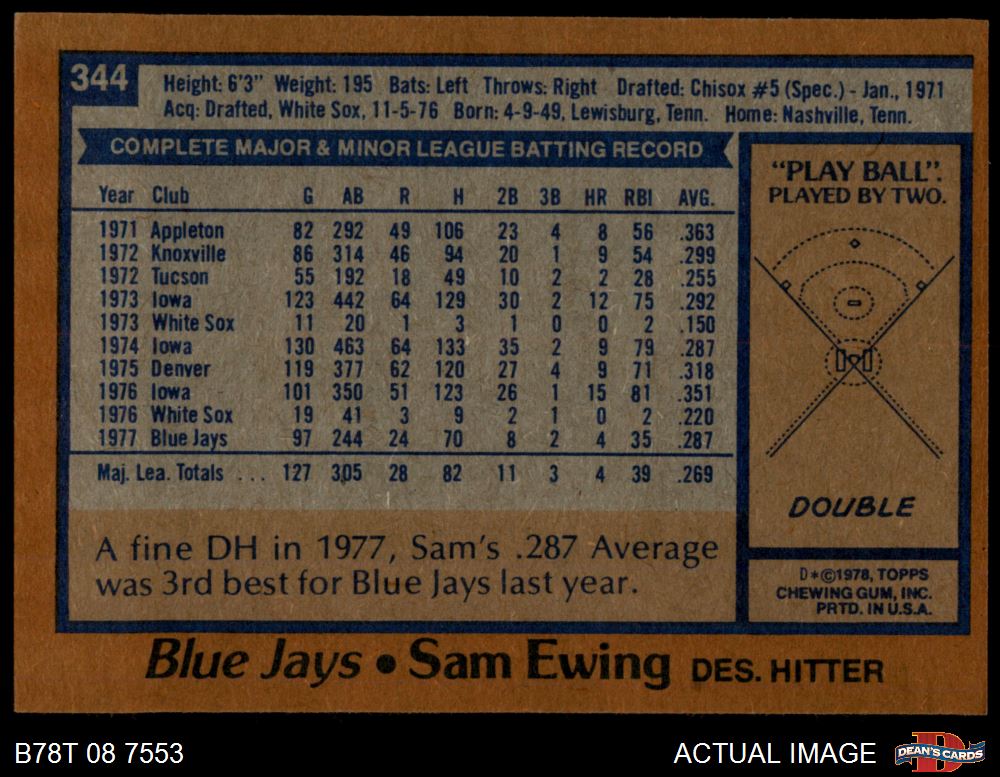 344
Height: 6'3" Weight: 195 Bats: Left Throws: Right Drafted: Chisox #5 (Spec.) - Jan., 1971
Acq: Drafted, White Sox, 11-5-76 Born: 4-9-49, Lewisburg, Tenn. Home: Nashville, Tenn.
COMPLETE MAJOR & MINOR LEAGUE BATTING RECORD
Year Club G AB R H 2B 3B HR RBI AVG.
1971 Appleton 82 292 49 106 23 4 8 56 .363
1972 Knoxville 86 314 46 94 20 1 9 54 .299
1972 Tucson 55 192 18 49 10 2 2 28 .255
1973 Iowa 123 442 64 129 30 2 12 75 .292
1973 White Sox 11 20 1 3 1 0 0 2 .150
1974 Iowa 130 463 64 133 35 2 9 79 .287
1975 Denver 119 377 62 120 27 4 9 71 .318
1976 Iowa 101 350 51 123 26 1 15 81 .351
1976 White Sox 19 41 3 9 2 1 0 2 .220
1977 Blue Jays 97 244 24 70 8 2 4 35 .287
Maj. Lea. Totals ... 127 305 28 82 11 3 4 39 .269
A fine DH in 1977, Sam's .287 Average
was 3rd best for Blue Jays last year.
"PLAY BALL".
PLAYED BY TWO.
DOUBLE
D*©1978, TOPPS
CHEWING GUM, INC.
PRTD. IN U.S.A.
Blue Jays • Sam Ewing DES. HITTER
B78T 08 7553
ACTUAL IMAGE
D
DEAN'S CARDS